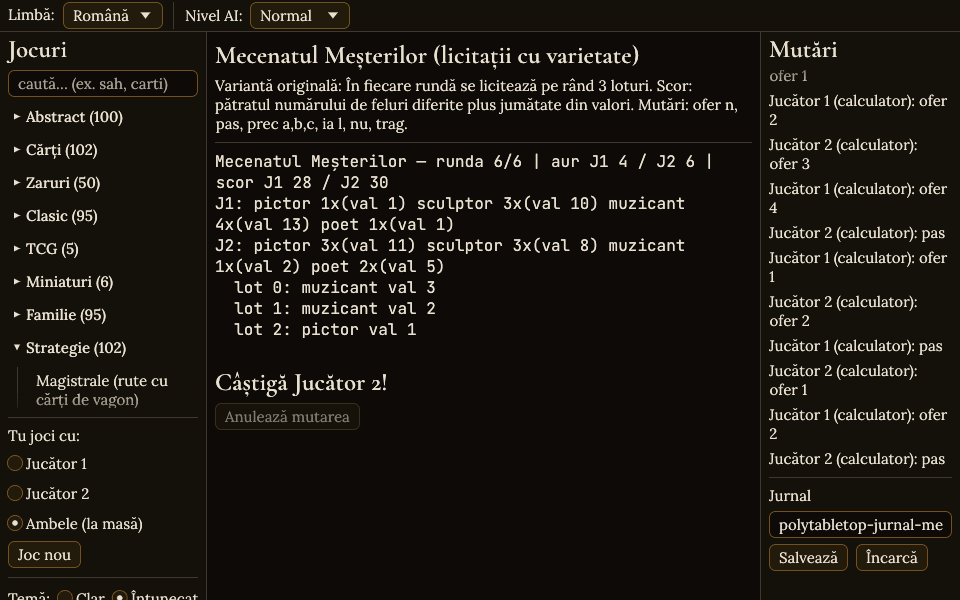 Limbă: Română ▼ Nivel AI: Normal ▼
Jocuri
caută... (ex. sah, carti)
▸ Abstract (100)
▸ Cărți (102)
▸ Zaruri (50)
▸ Clasic (95)
▸ TCG (5)
▸ Miniaturi (6)
▸ Familie (95)
▾ Strategie (102)
Magistrale (rute cu
cărți de vagon)
Tu joci cu:
Jucător 1
Jucător 2
Ambele (la masă)
Joc nou
Temă: Clar Întunecat
Mecenatul Meșterilor (licitații cu varietate)
Variantă originală: În fiecare rundă se licitează pe rând 3 loturi. Scor:
pătratul numărului de feluri diferite plus jumătate din valori. Mutări: ofer n,
pas, prec a,b,c, ia l, nu, trag.
Mecenatul Meșterilor — runda 6/6 | aur J1 4 / J2 6 |
scor J1 28 / J2 30
J1: pictor 1x(val 1) sculptor 3x(val 10) muzicant
4x(val 13) poet 1x(val 1)
J2: pictor 3x(val 11) sculptor 3x(val 8) muzicant
1x(val 2) poet 2x(val 5)
lot 0: muzicant val 3
lot 1: muzicant val 2
lot 2: pictor val 1
Câștigă Jucător 2!
Anulează mutarea
Mutări
ofer 1
Jucător 1 (calculator): ofer
2
Jucător 2 (calculator):
ofer 3
Jucător 1 (calculator): ofer
4
Jucător 2 (calculator): pas
Jucător 1 (calculator): ofer
1
Jucător 2 (calculator):
ofer 2
Jucător 1 (calculator): pas
Jucător 2 (calculator):
ofer 1
Jucător 1 (calculator): ofer
2
Jucător 2 (calculator): pas
Jurnal
polytabletop-jurnal-me
Salvează Încarcă